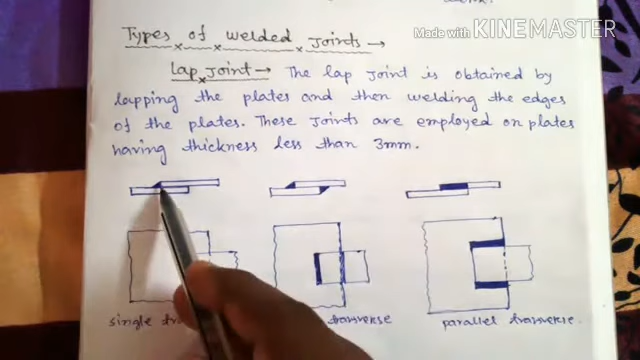 Made with KINEMASTER
Types of welded joints →
Lap Joint → The lap joint is obtained by
lapping the plates and then welding the edges
of the plates. These joints are employed on plates
having thickness less than 3mm.
single transverse parallel transverse.